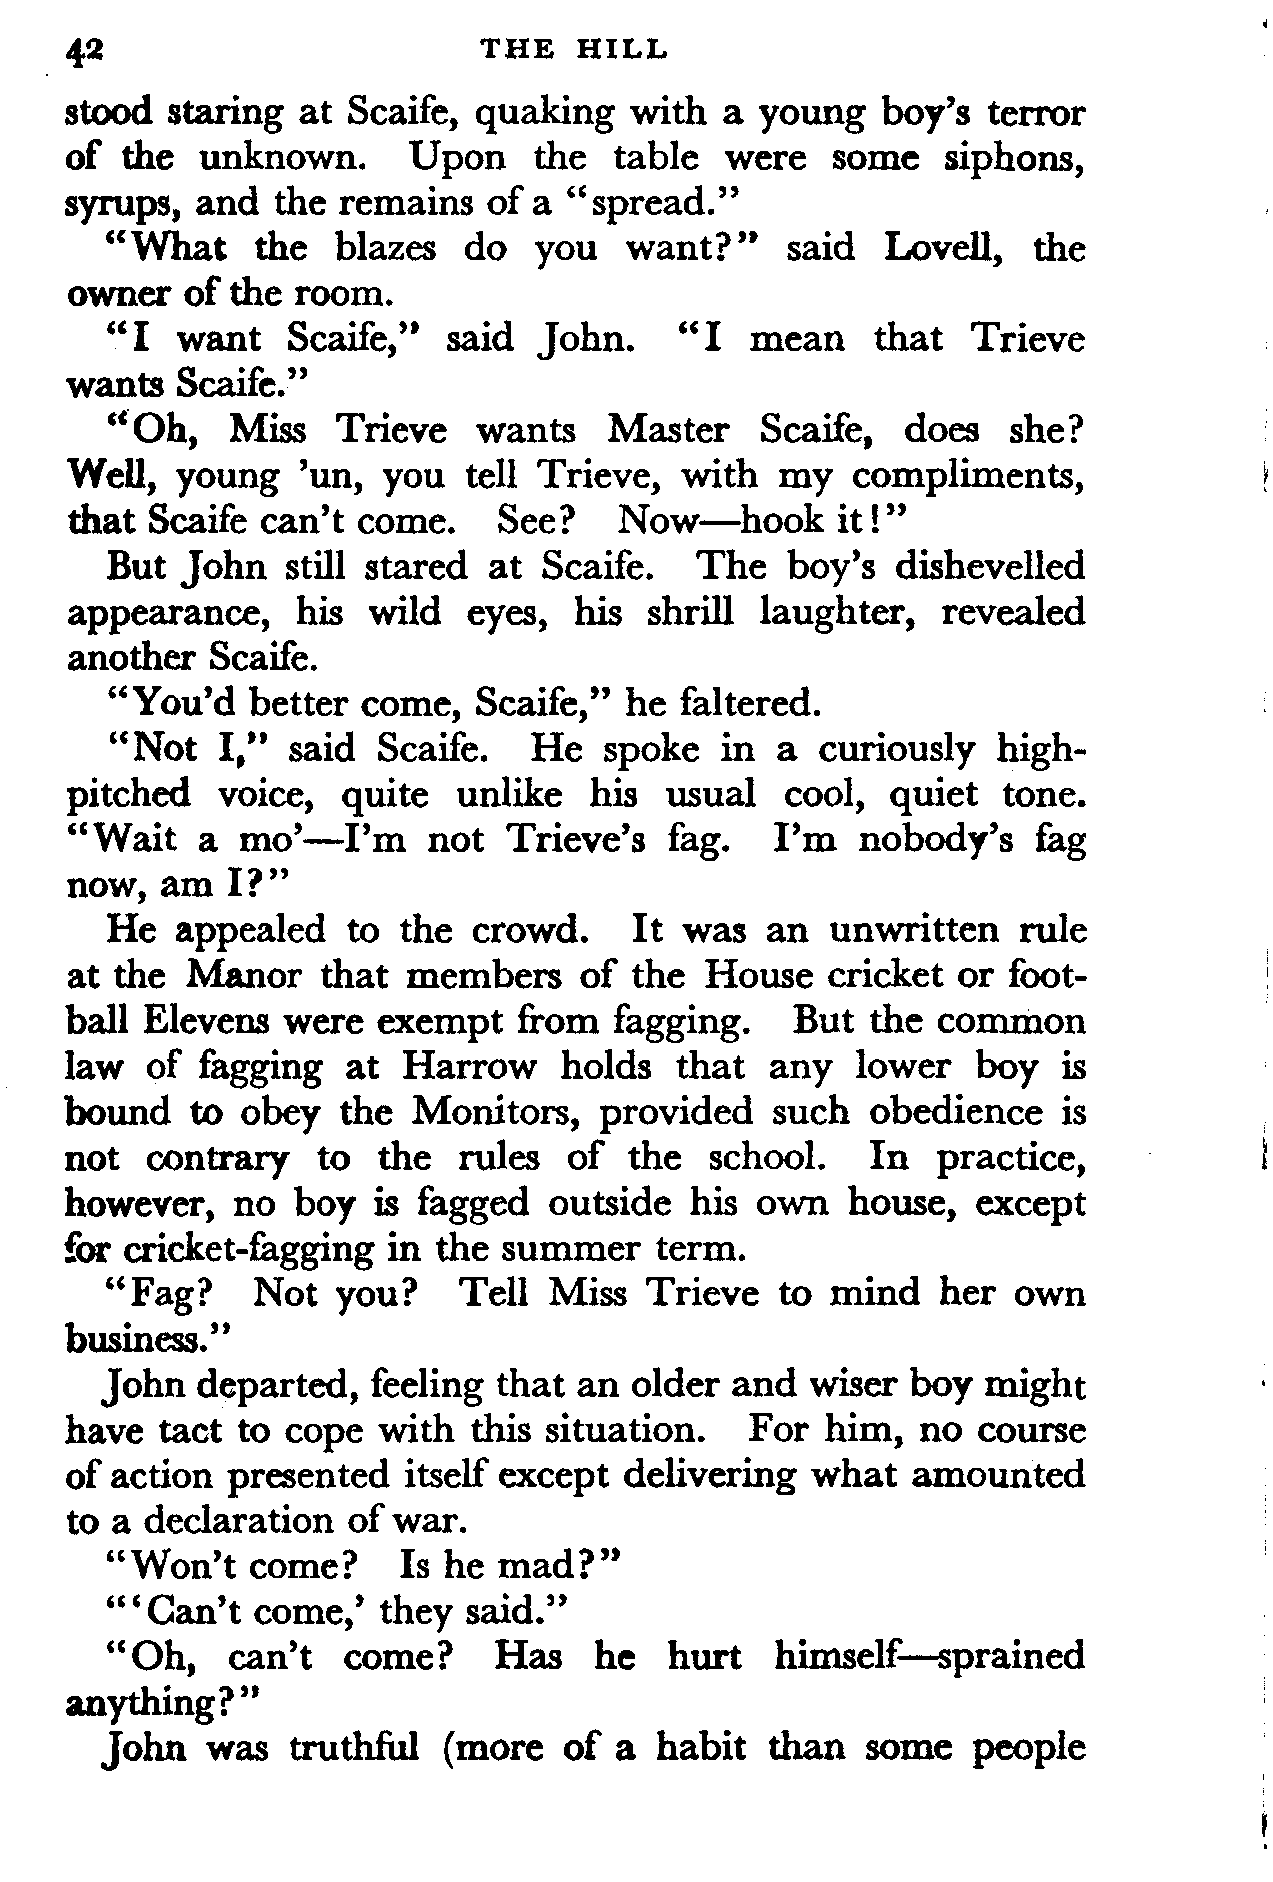 42 THE HILL
stood staring at Scaife, quaking with a young boy's terror
of the unknown. Upon the table were some siphons,
syrups, and the remains of a "spread."
"What the blazes do you want?" said Lovell, the
owner of the room.
"I want Scaife," said John. "I mean that Trieve
wants Scaife."
"Oh, Miss Trieve wants Master Scaife, does she?
Well, young 'un, you tell Trieve, with my compliments,
that Scaife can't come. See? Now—hook it!"
But John still stared at Scaife. The boy's dishevelled
appearance, his wild eyes, his shrill laughter, revealed
another Scaife.
"You'd better come, Scaife," he faltered.
"Not I," said Scaife. He spoke in a curiously high-
pitched voice, quite unlike his usual cool, quiet tone.
"Wait a mo'—I'm not Trieve's fag. I'm nobody's fag
now, am I?"
He appealed to the crowd. It was an unwritten rule
at the Manor that members of the House cricket or foot-
ball Elevens were exempt from fagging. But the common
law of fagging at Harrow holds that any lower boy is
bound to obey the Monitors, provided such obedience is
not contrary to the rules of the school. In practice,
however, no boy is fagged outside his own house, except
for cricket-fagging in the summer term.
"Fag? Not you? Tell Miss Trieve to mind her own
business."
John departed, feeling that an older and wiser boy might
have tact to cope with this situation. For him, no course
of action presented itself except delivering what amounted
to a declaration of war.
"Won't come? Is he mad?"
"'Can't come,' they said."
"Oh, can't come? Has he hurt himself—sprained
anything?"
John was truthful (more of a habit than some people